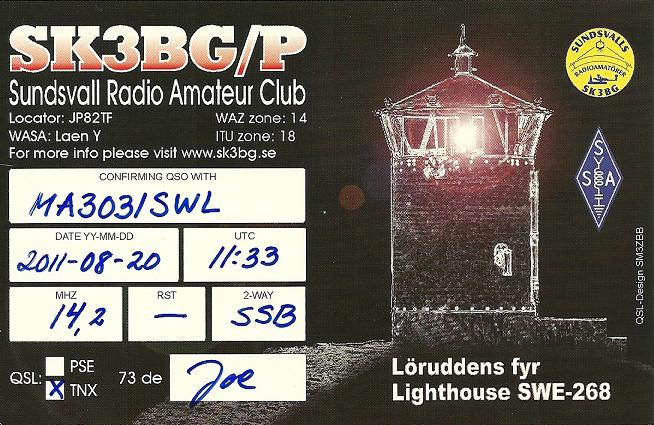 SK3BG/P
Sundsvall Radio Amateur Club
Locator: JP82TF WAZ zone: 14
WASA: Laen Y ITU zone: 18
For more info please visit www.sk3bg.se
CONFIRMING QSO WITH
MA3031SWL
DATE YY-MM-DD UTC
2011-08-20 11:33
MHZ RST 2-WAY
14,2 — SSB
QSL: PSE
X TNX
73 de Joe
SUNDSVALLS
RADIOAMATÖRER
SK3BG
SSA
QSL-Design SM3ZBB
Löruddens fyr
Lighthouse SWE-268